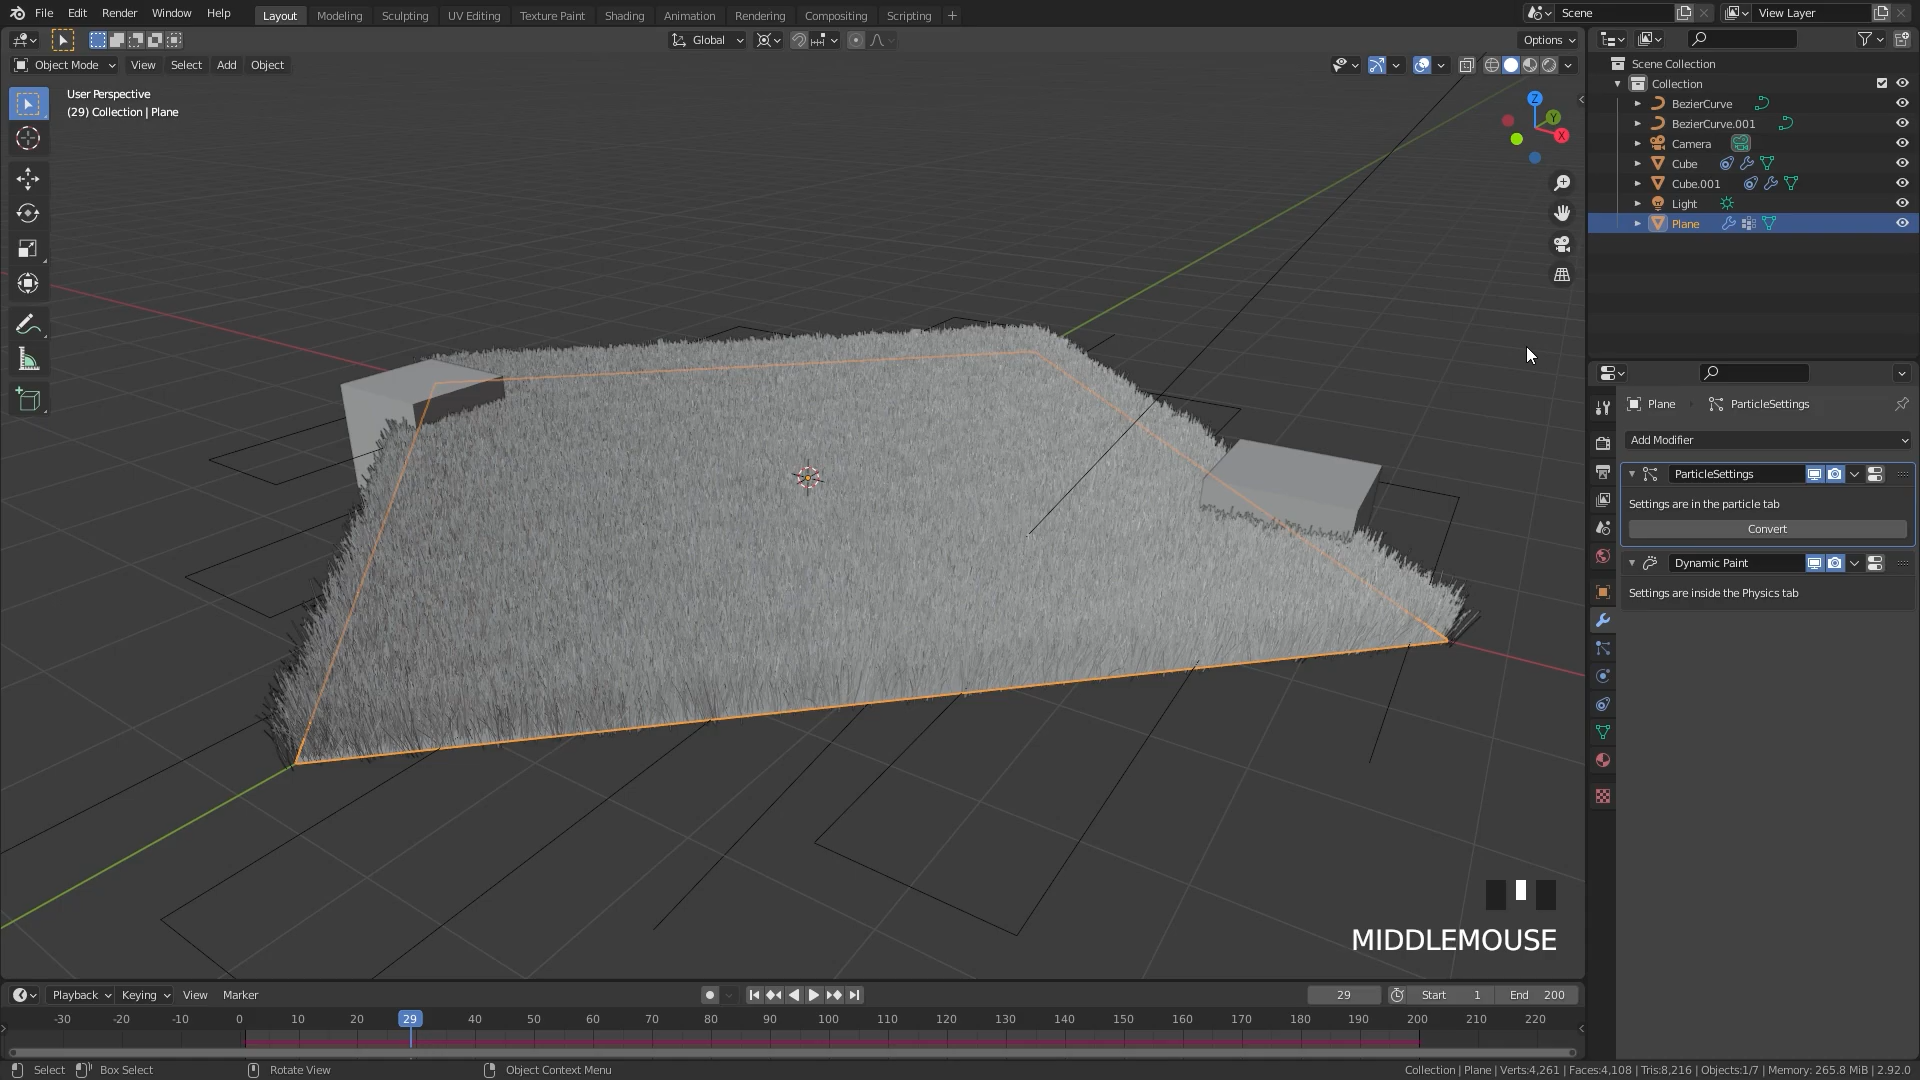 File Edit Render Window Help Layout Modeling Sculpting UV Editing Texture Paint Shading Animation Rendering Compositing Scripting + Scene View Layer
Global Options
Object Mode View Select Add Object
User Perspective
(29) Collection | Plane
Z
Y
X
Scene Collection
Collection
BezierCurve
BezierCurve.001
Camera
Cube
Cube.001
Light
Plane
Plane ParticleSettings
Add Modifier
ParticleSettings
Settings are in the particle tab
Convert
Dynamic Paint
Settings are inside the Physics tab
MIDDLEMOUSE
Playback Keying View Marker 29 Start 1 End 200
-30 -20 -10 0 10 20 29 40 50 60 70 80 90 100 110 120 130 140 150 160 170 180 190 200 210 220
Select Box Select Rotate View Object Context Menu Collection | Plane | Verts:4,261 | Faces:4,108 | Tris:8,216 | Objects:1/7 | Memory: 265.8 MiB | 2.92.0